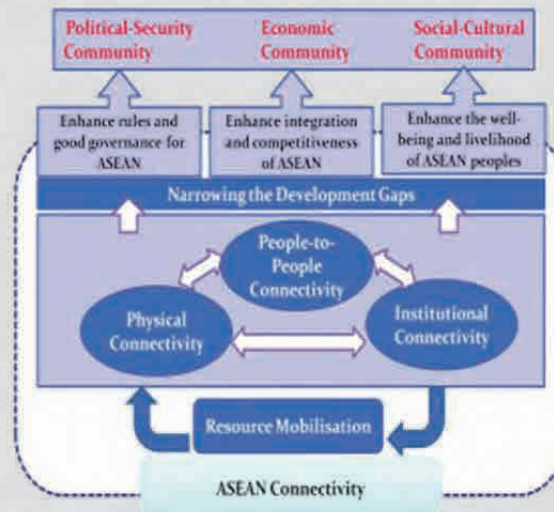 Political-Security
Community
Economic
Community
Social-Cultural
Community
Enhance rules and
good governance for
ASEAN
Enhance integration
and competitiveness
of ASEAN
Enhance the well-
being and livelihood
of ASEAN peoples
Narrowing the Development Gaps
People-to-
People
Connectivity
Physical
Connectivity
Institutional
Connectivity
Resource Mobilisation
ASEAN Connectivity